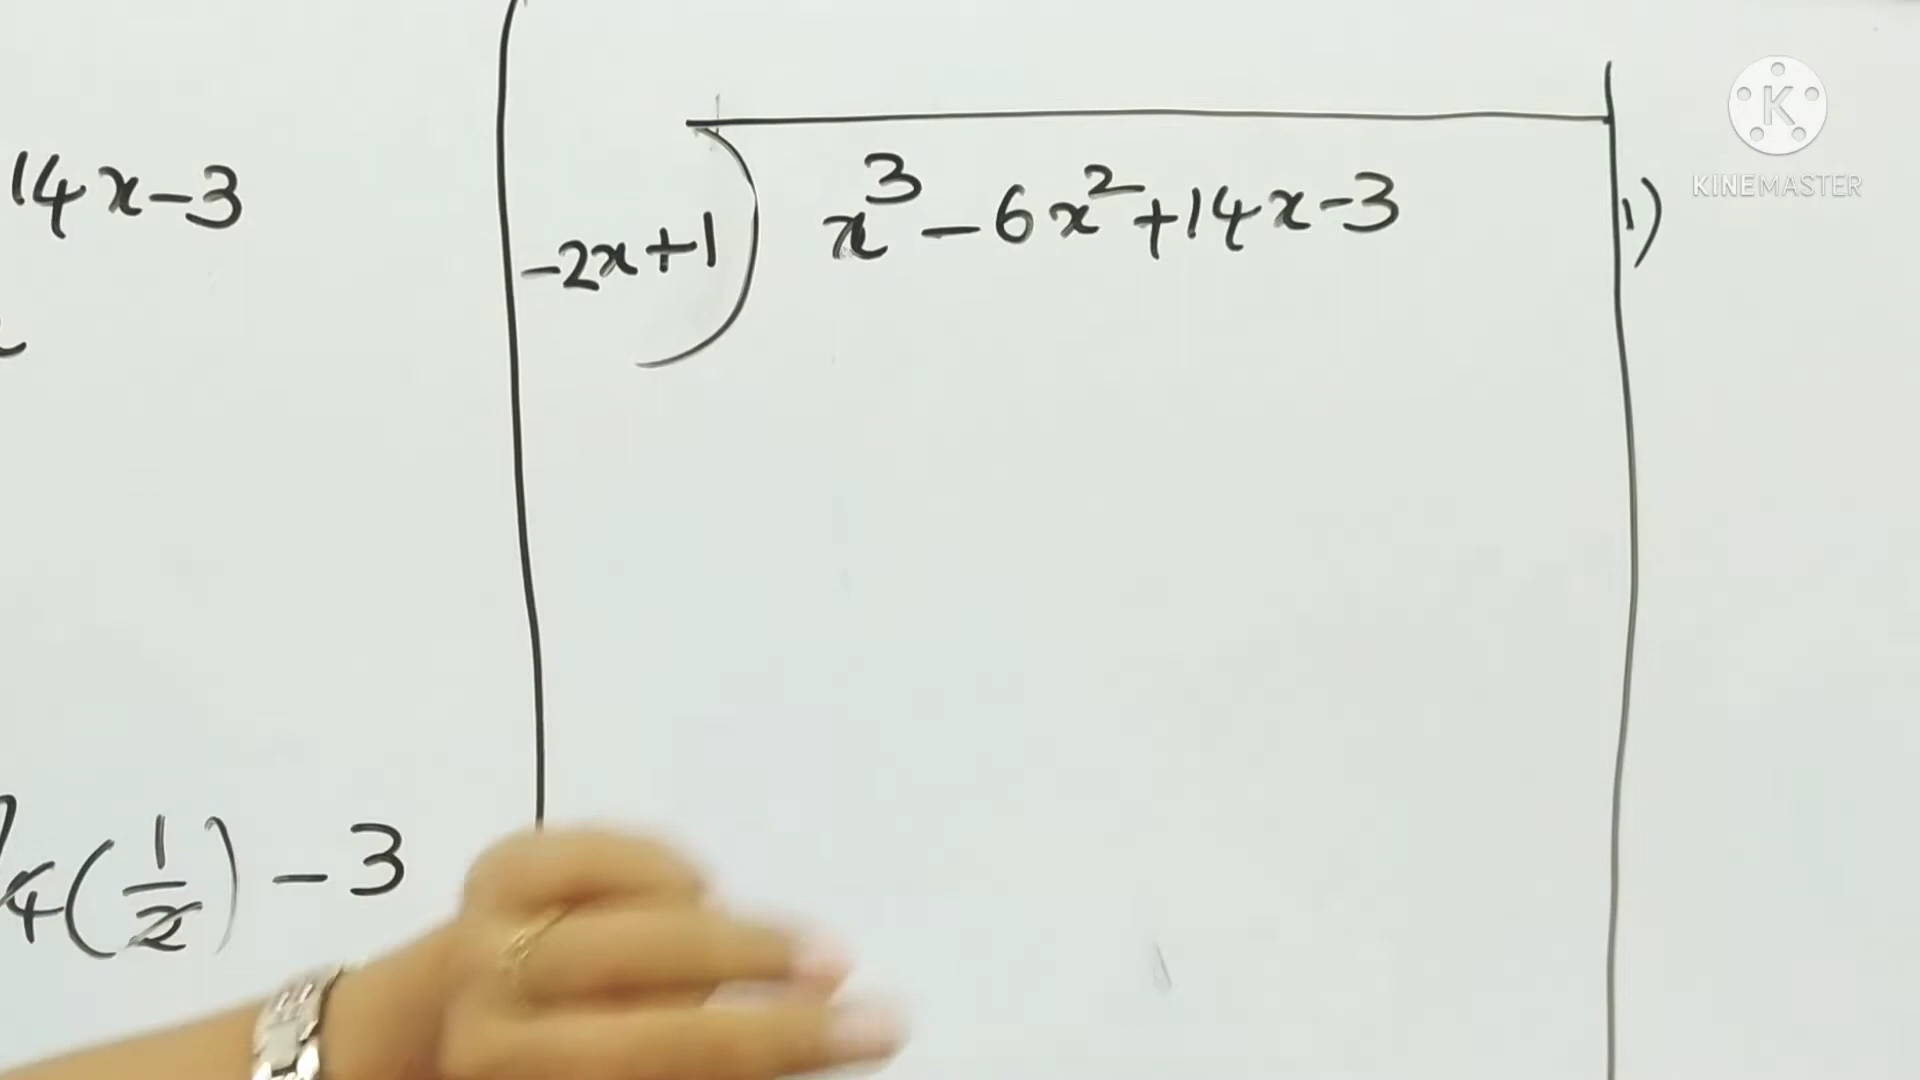 14x-3
4(1/2) - 3
-2x+1) x³-6x²+14x-3
1)
K
KINEMASTER